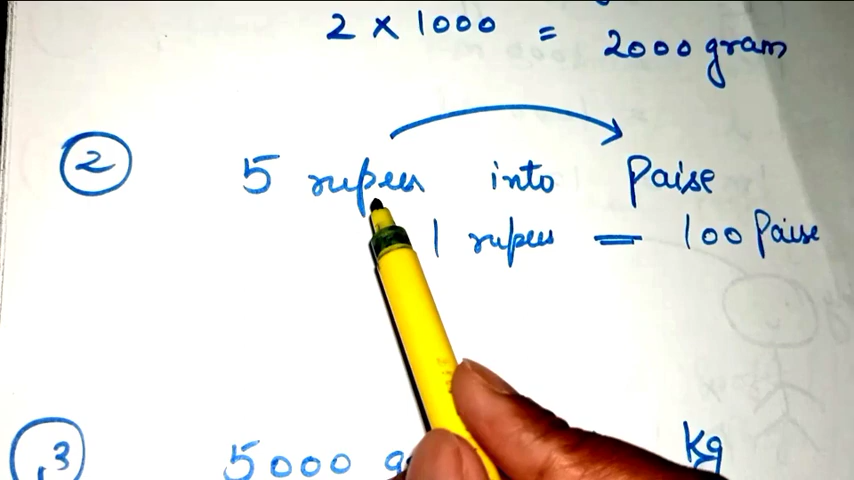 2 × 1000 = 2000 gram
2 5 rupees into Paise
1 rupees = 100 Paise
3 5000 Kg